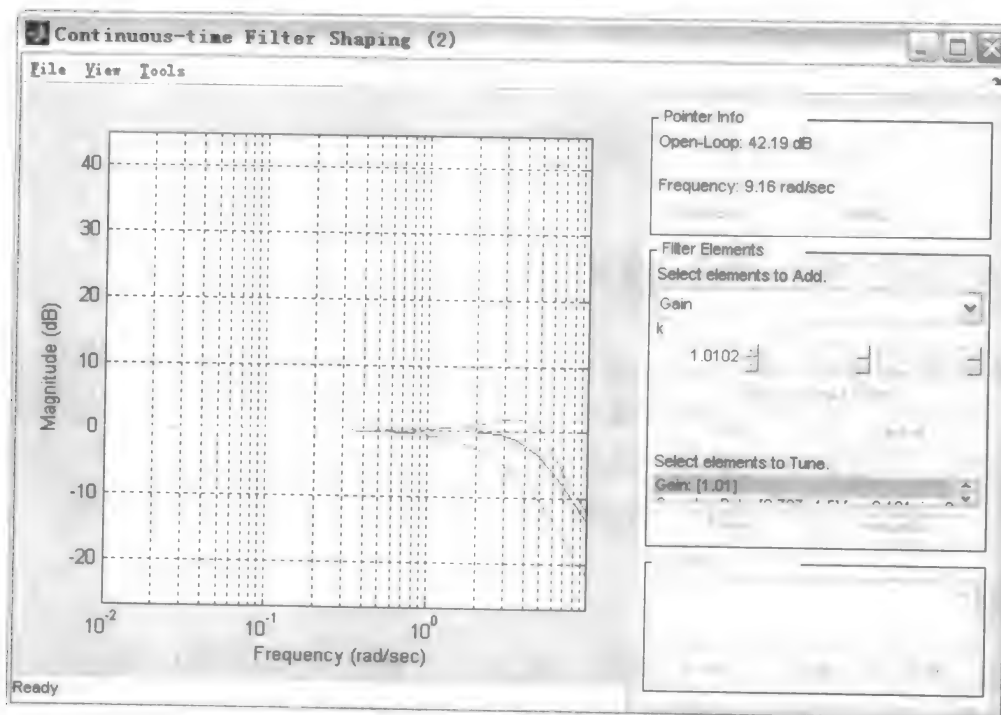 Continuous-time Filter Shaping (2)
File View Tools
Pointer Info
Open-Loop: 42.19 dB
Frequency: 9.16 rad/sec
Filter Elements
Select elements to Add.
Gain
k
1.0102
Select elements to Tune.
Gain: [1.01]
40
30
20
10
0
-10
-20
Magnitude (dB)
10^-2
10^-1
10^0
Frequency (rad/sec)
Ready